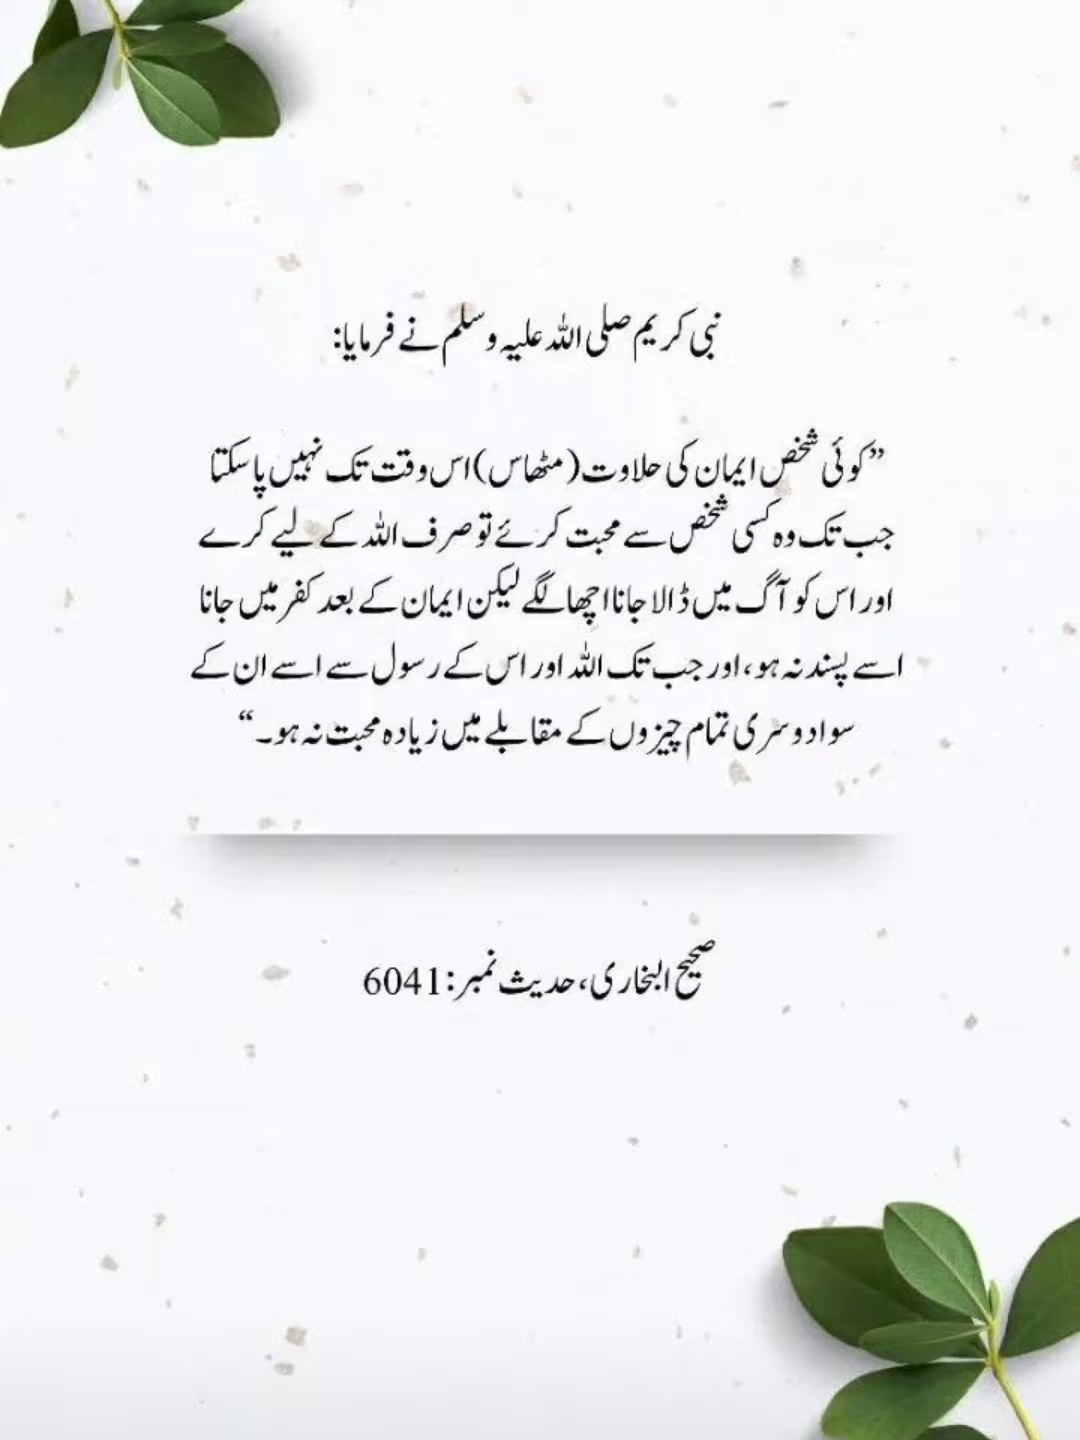 نبی کریم صلی اللہ علیہ وسلم نے فرمایا:
”کوئی شخص ایمان کی حلاوت (مٹھاس) اس وقت تک نہیں پا سکتا
جب تک وہ کسی شخص سے محبت کرئے تو صرف اللہ کے لیے کرے
اور اس کو آگ میں ڈالا جانا اچھا لگے لیکن ایمان کے بعد کفر میں جانا
اسے پسند نہ ہو، اور جب تک اللہ اور اس کے رسول سے اسے ان کے
سوا دوسری تمام چیزوں کے مقابلے میں زیادہ محبت نہ ہو۔“
صحیح البخاری، حدیث نمبر: 6041